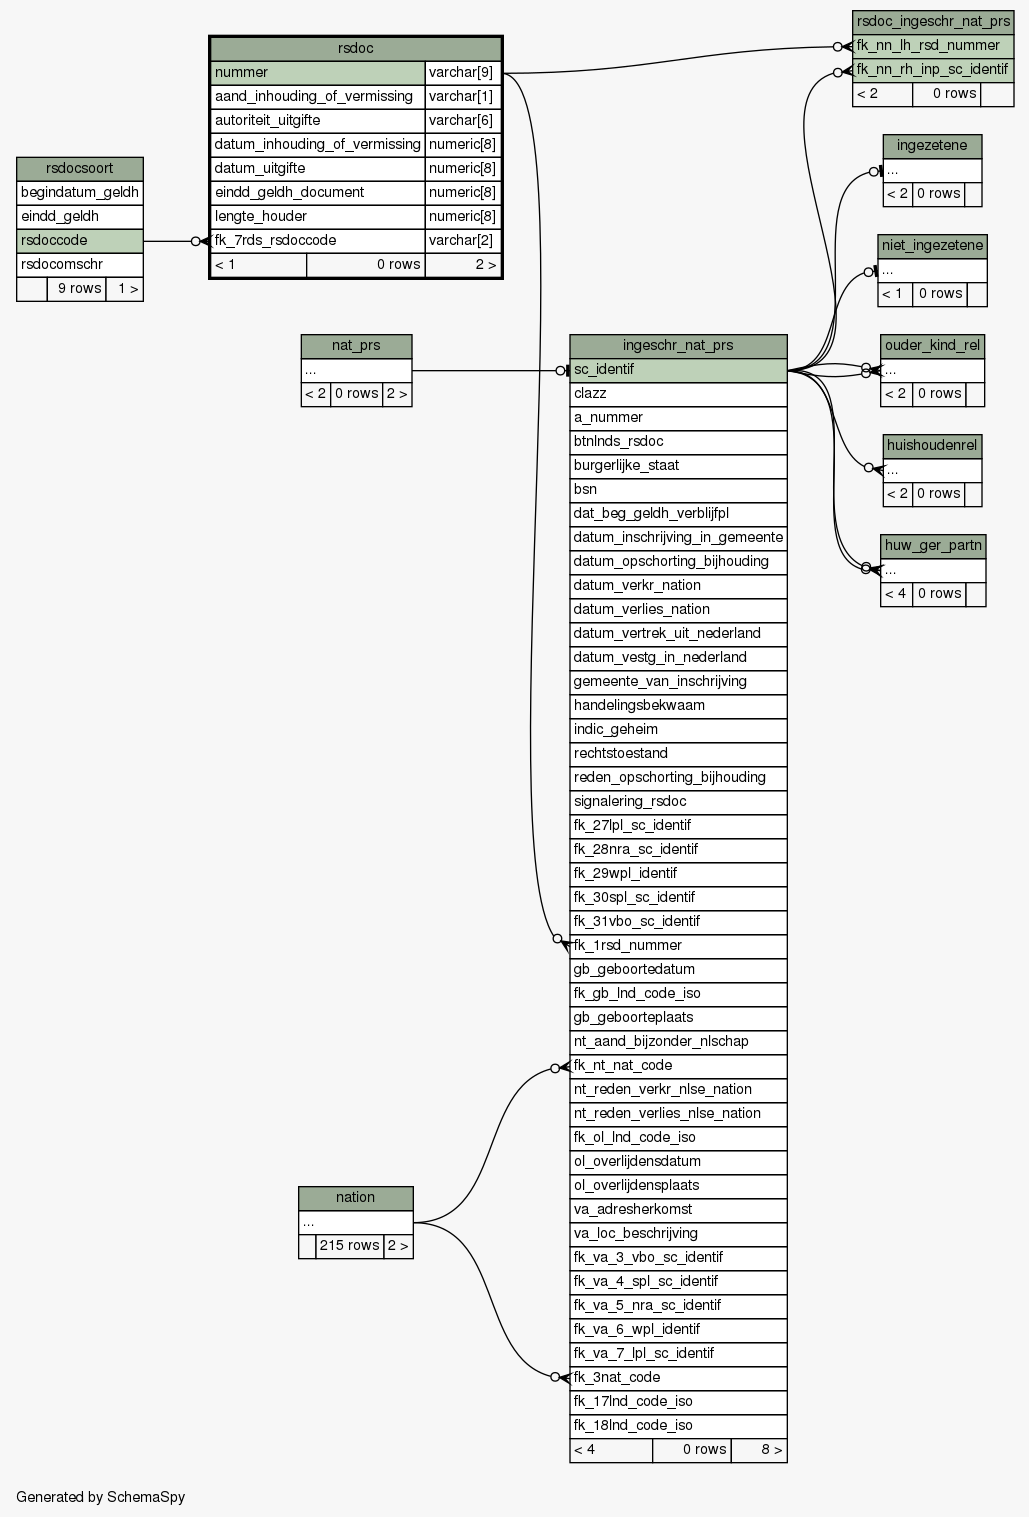 rsdoc
nummer varchar[9]
aand_inhouding_of_vermissing varchar[1]
autoriteit_uitgifte varchar[6]
datum_inhouding_of_vermissing numeric[8]
datum_uitgifte numeric[8]
eindd_geldh_document numeric[8]
lengte_houder numeric[8]
fk_7rds_rsdoccode varchar[2]
< 1 0 rows 2 >
rsdoc_ingeschr_nat_prs
fk_nn_lh_rsd_nummer
fk_nn_rh_inp_sc_identif
< 2 0 rows
ingezetene
...
< 2 0 rows
rsdocsoort
begindatum_geldh
eindd_geldh
rsdoccode
rsdocomschr
9 rows 1 >
niet_ingezetene
...
< 1 0 rows
nat_prs
...
< 2 0 rows 2 >
ouder_kind_rel
...
< 2 0 rows
huishoudenrel
...
< 2 0 rows
huw_ger_partn
...
< 4 0 rows
ingeschr_nat_prs
sc_identif
clazz
a_nummer
btnlnds_rsdoc
burgerlijke_staat
bsn
dat_beg_geldh_verblijfpl
datum_inschrijving_in_gemeente
datum_opschorting_bijhouding
datum_verkr_nation
datum_verlies_nation
datum_vertrek_uit_nederland
datum_vestg_in_nederland
gemeente_van_inschrijving
handelingsbekwaam
indic_geheim
rechtstoestand
reden_opschorting_bijhouding
signalering_rsdoc
fk_27lpl_sc_identif
fk_28nra_sc_identif
fk_29wpl_identif
fk_30spl_sc_identif
fk_31vbo_sc_identif
fk_1rsd_nummer
gb_geboortedatum
fk_gb_lnd_code_iso
gb_geboorteplaats
nt_aand_bijzonder_nlschap
fk_nt_nat_code
nt_reden_verkr_nlse_nation
nt_reden_verlies_nlse_nation
fk_ol_lnd_code_iso
ol_overlijdensdatum
ol_overlijdensplaats
va_adresherkomst
va_loc_beschrijving
fk_va_3_vbo_sc_identif
fk_va_4_spl_sc_identif
fk_va_5_nra_sc_identif
fk_va_6_wpl_identif
fk_va_7_lpl_sc_identif
fk_3nat_code
fk_17lnd_code_iso
fk_18lnd_code_iso
< 4 0 rows 8 >
nation
...
215 rows 2 >
Generated by SchemaSpy